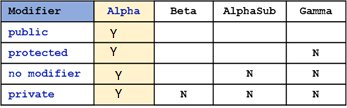 Modifier Alpha Beta AlphaSub Gamma
public Y
protected Y N
no modifier Y N N
private Y N N N